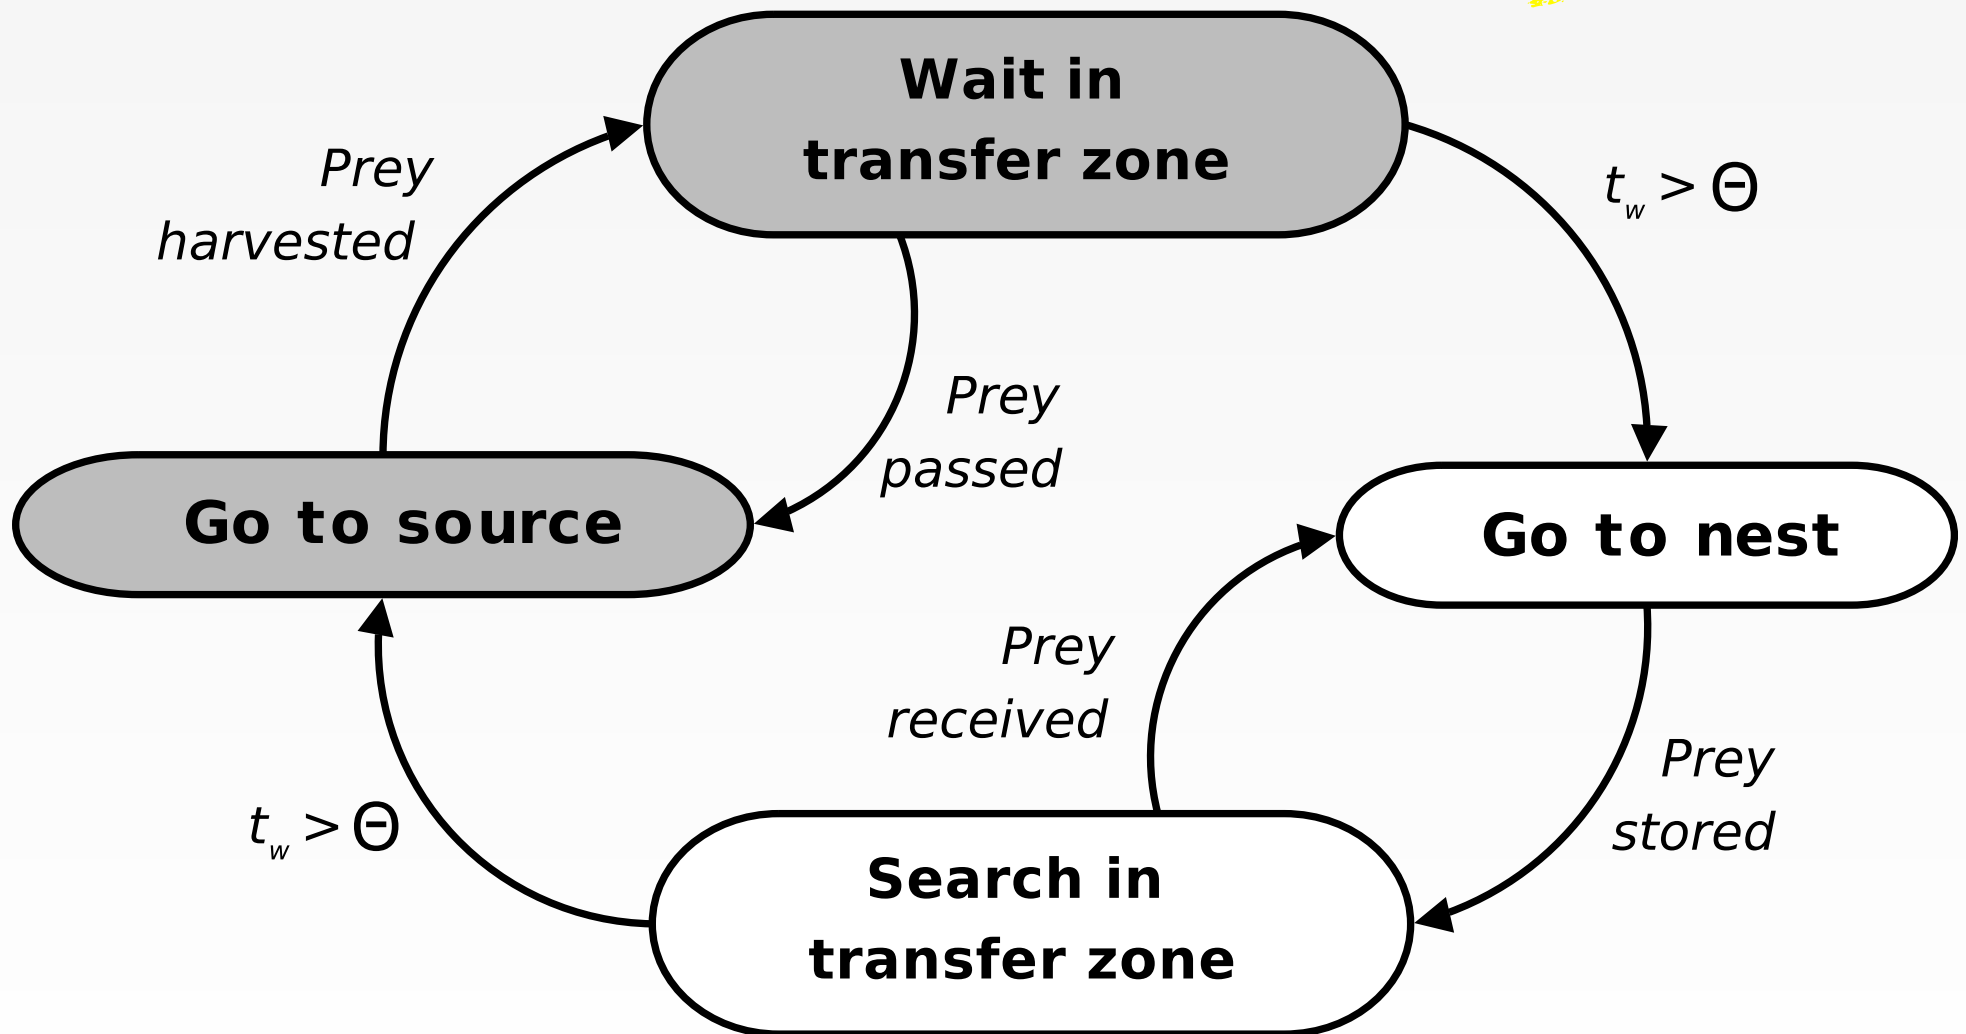 Wait in
transfer zone
Prey
harvested
t_w > Θ
Prey
passed
Go to source
Go to nest
Prey
received
Prey
stored
t_w > Θ
Search in
transfer zone